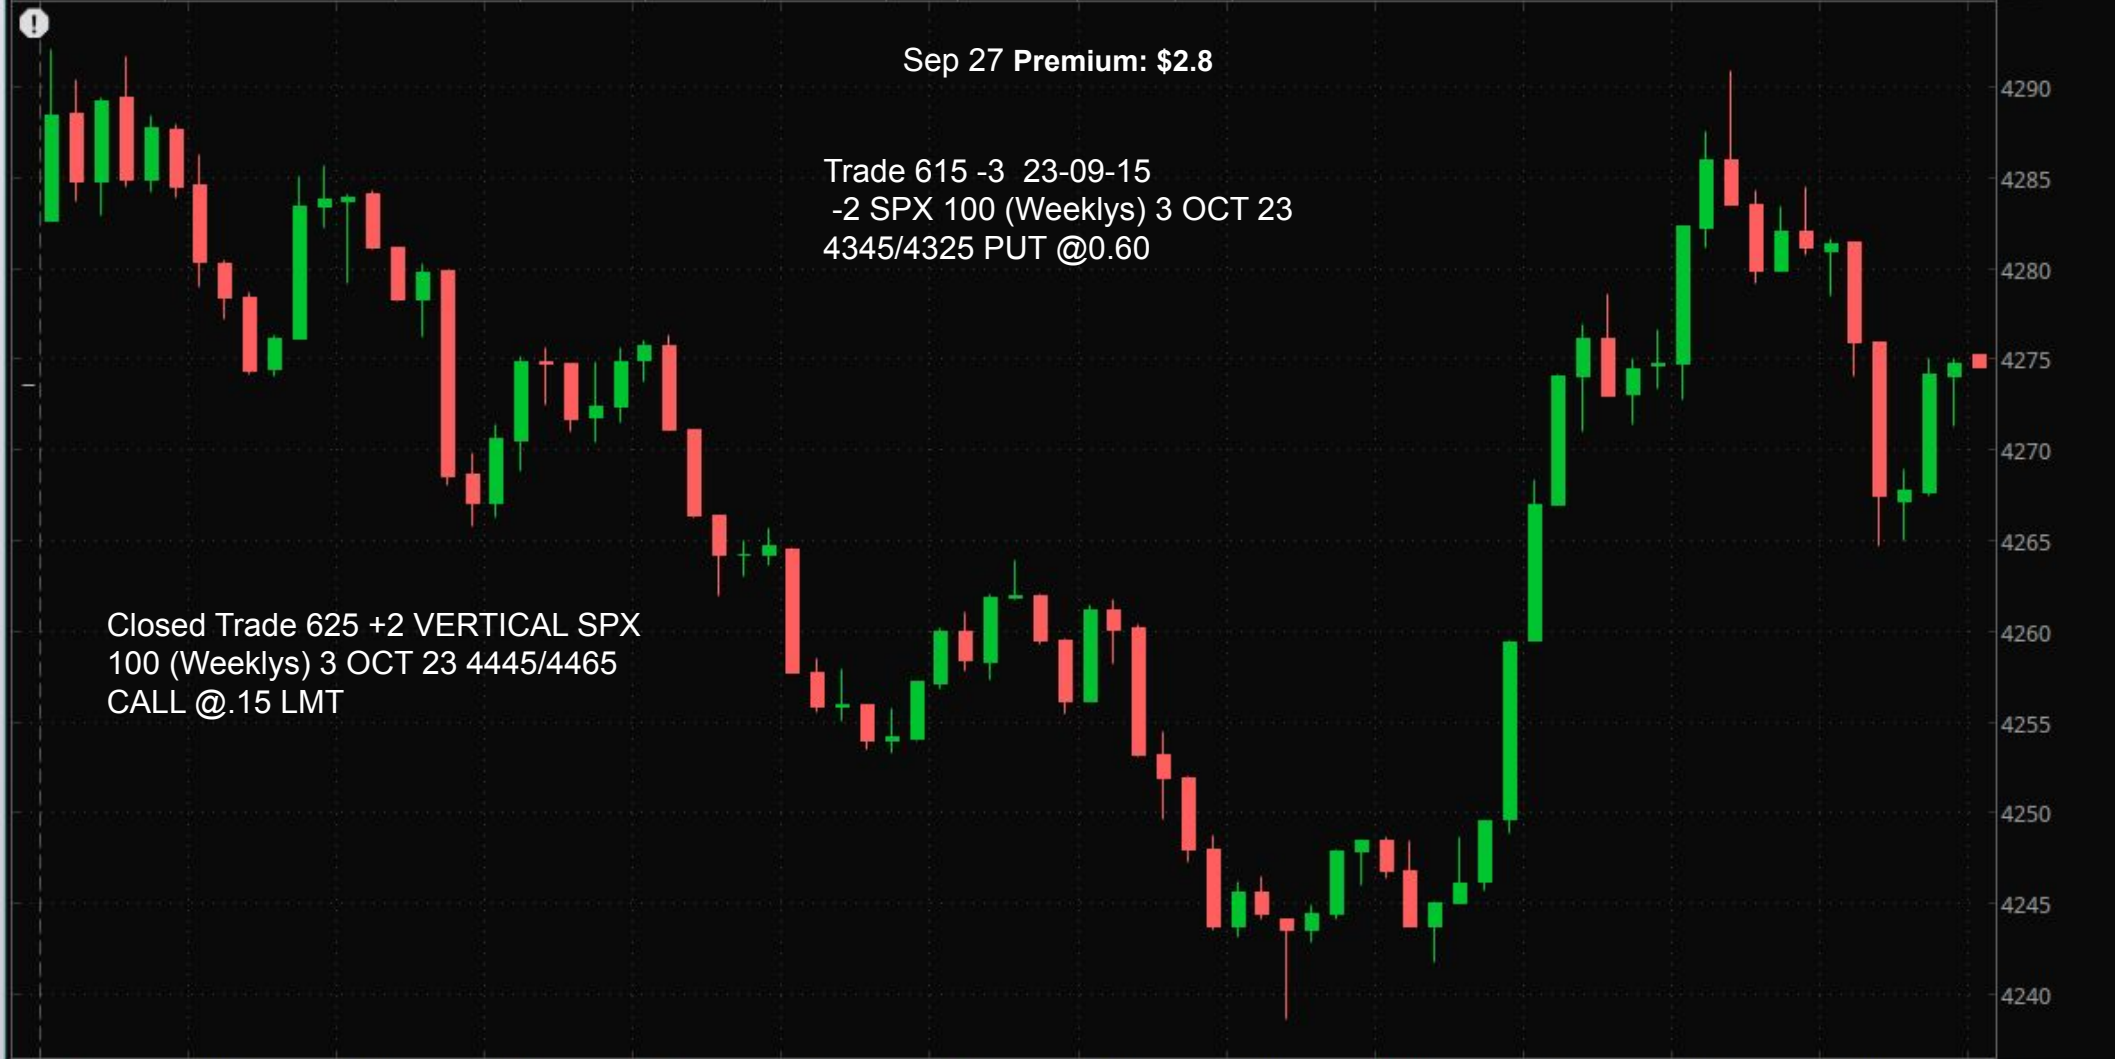 !
Sep 27 Premium: $2.8
4290
Trade 615 -3  23-09-15
4285
-2 SPX 100 (Weeklys) 3 OCT 23
4345/4325 PUT @0.60
4280
4275
4270
4265
Closed Trade 625 +2 VERTICAL SPX
4260
100 (Weeklys) 3 OCT 23 4445/4465
CALL @.15 LMT
4255
4250
4245
4240